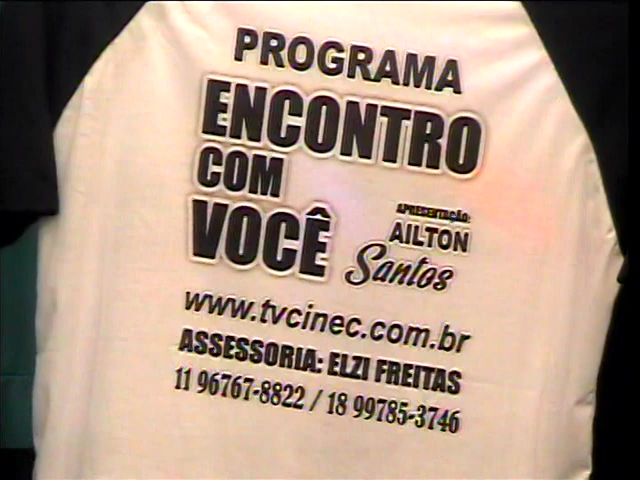 PROGRAMA
ENCONTRO
COM
VOCÊ
APRESENTAÇÃO:
AILTON
Santos
www.tvcinec.com.br
ASSESSORIA: ELZI FREITAS
11 96767-8822 / 18 99785-3746